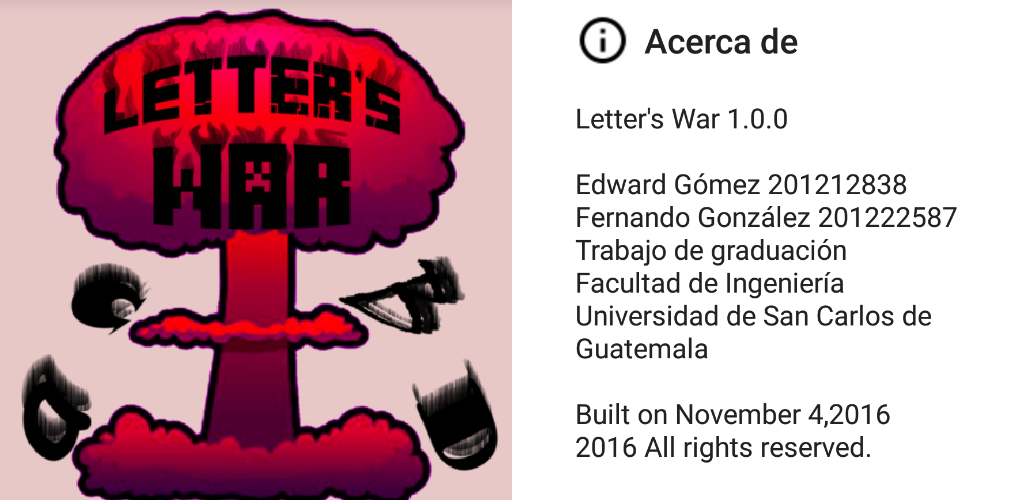 LETTER'S
WAR
Acerca de
Letter's War 1.0.0
Edward Gómez 201212838
Fernando González 201222587
Trabajo de graduación
Facultad de Ingeniería
Universidad de San Carlos de
Guatemala
Built on November 4,2016
2016 All rights reserved.